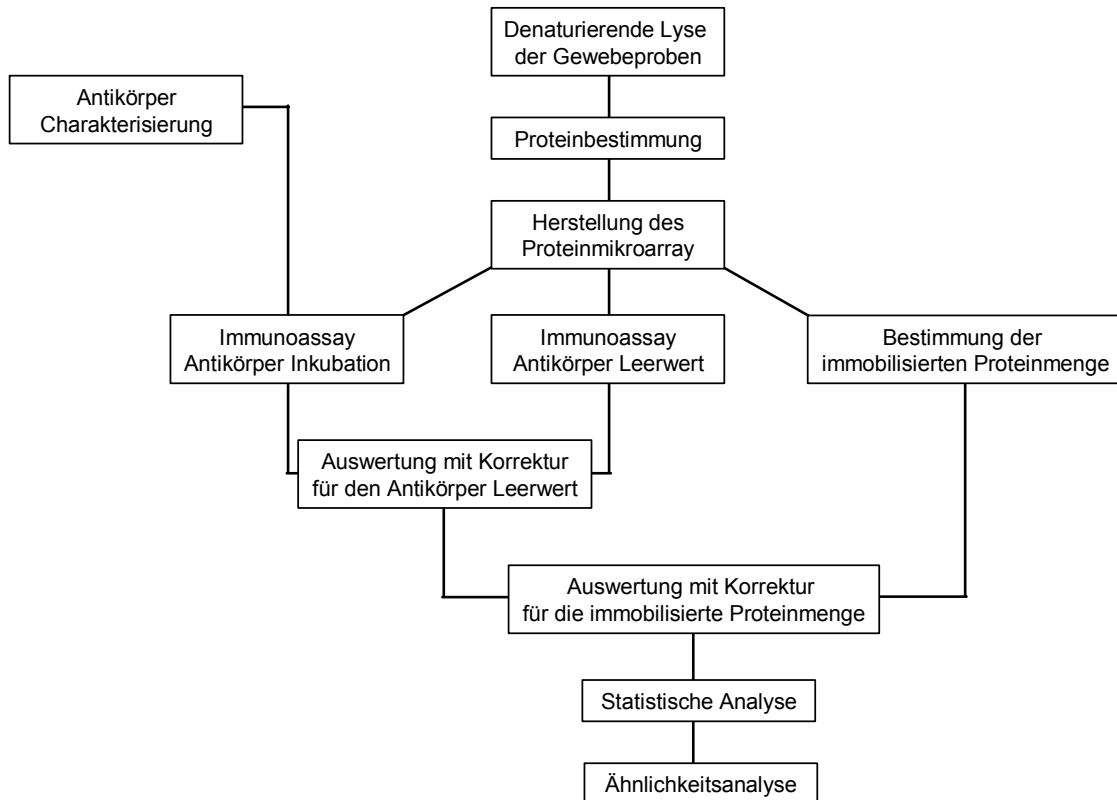 Denaturierende Lyse
der Gewebeproben
Antikörper
Charakterisierung
Proteinbestimmung
Herstellung des
Proteinmikroarray
Immunoassay
Antikörper Inkubation
Immunoassay
Antikörper Leerwert
Bestimmung der
immobilisierten Proteinmenge
Auswertung mit Korrektur
für den Antikörper Leerwert
Auswertung mit Korrektur
für die immobilisierte Proteinmenge
Statistische Analyse
Ähnlichkeitsanalyse